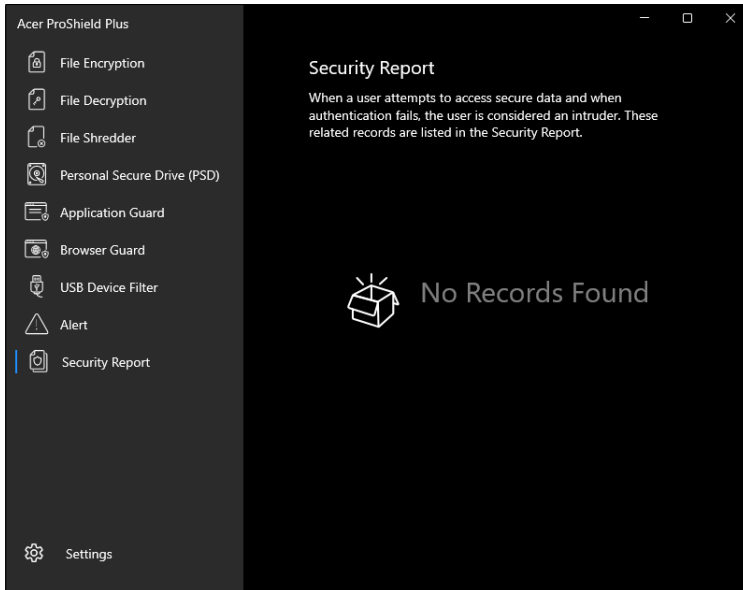 Acer ProShield Plus
File Encryption
File Decryption
File Shredder
Personal Secure Drive (PSD)
Application Guard
Browser Guard
USB Device Filter
Alert
Security Report
Settings
Security Report
When a user attempts to access secure data and when
authentication fails, the user is considered an intruder. These
related records are listed in the Security Report.
No Records Found